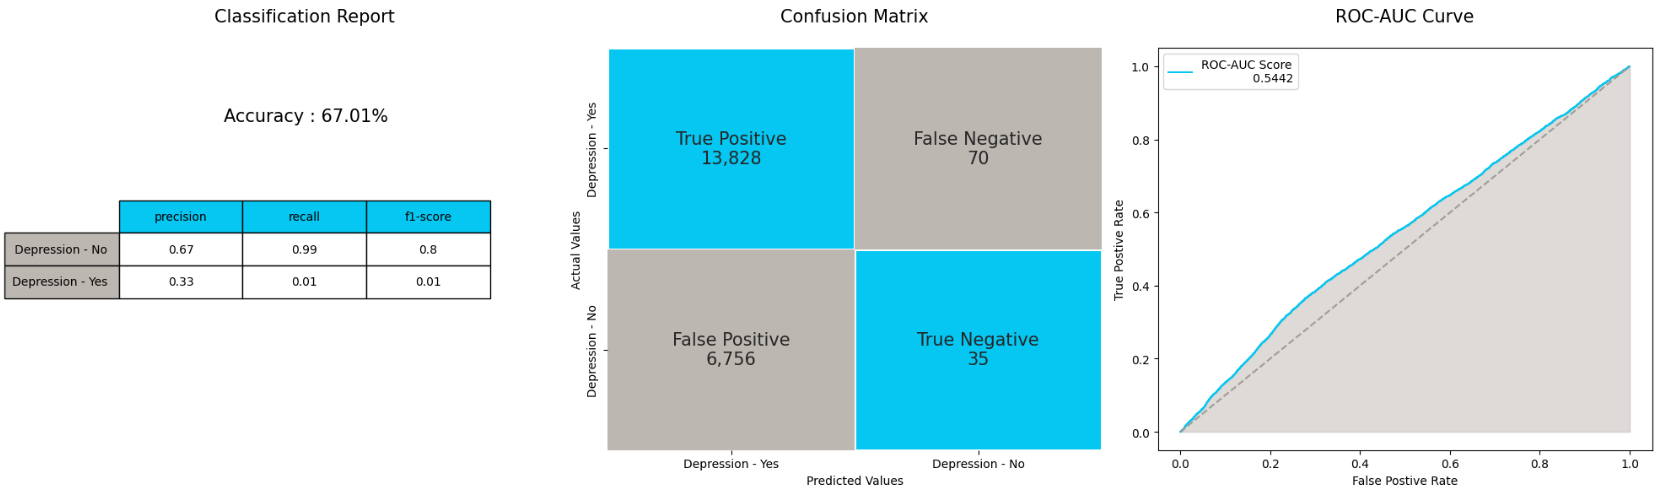 Classification Report
Accuracy : 67.01%
precision recall f1-score
Depression - No 0.67 0.99 0.8
Depression - Yes 0.33 0.01 0.01
Confusion Matrix
Actual Values
Depression - Yes
Depression - No
True Positive
13,828
False Negative
70
False Positive
6,756
True Negative
35
Depression - Yes
Depression - No
Predicted Values
ROC-AUC Curve
ROC-AUC Score
0.5442
True Postive Rate
1.0
0.8
0.6
0.4
0.2
0.0
0.0 0.2 0.4 0.6 0.8 1.0
False Postive Rate